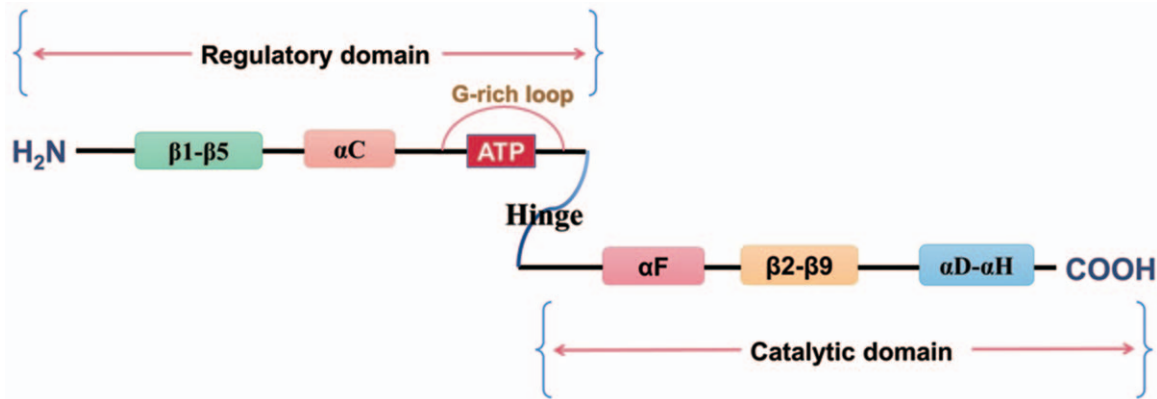 Regulatory domain
G-rich loop
H₂N
β1-β5
αC
ATP
Hinge
αF
β2-β9
αD-αH
COOH
Catalytic domain